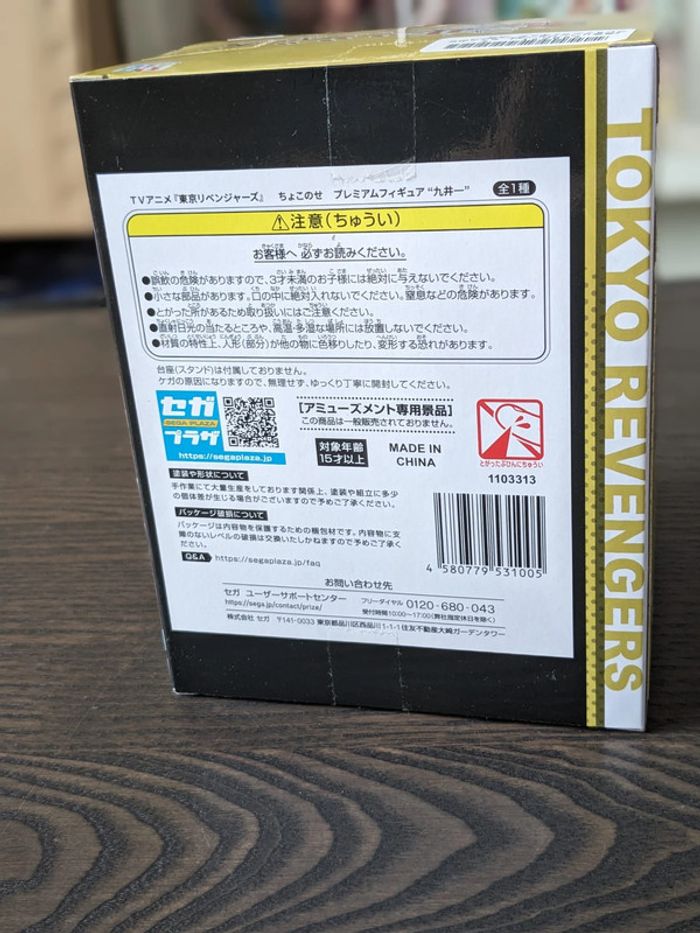 TVアニメ『東京リベンジャーズ』 ちょこのせ プレミアムフィギュア“九井一” 全1種
⚠注意(ちゅうい)
お客様へ 必ずお読みください。
●誤飲の危険がありますので、3才未満のお子様には絶対に与えないでください。
●小さな部品があります。口の中に絶対入れないでください。窒息などの危険があります。
●とがった所があるため取り扱いにはご注意ください。
●直射日光の当たるところや、高温・多湿な場所には放置しないでください。
●材質の特性上、人形(部分)が他の物に色移りしたり、変形する恐れがあります。
台座(スタンド)は付属しておりません。
ケガの原因になりますので、無理せず、ゆっくり丁寧に開封してください。
セガ
SEGA PLAZA
プラザ
https://segaplaza.jp
[アミューズメント専用景品]
この商品は一般販売されておりません。
対象年齢
15才以上
MADE IN
CHINA
とがったぶひんにちゅうい
1103313
塗装や形状について
手作業にて大量生産をしております関係上、塗装や組立に多少
の個体差が生じる場合がございますので予めご了承ください。
パッケージ破損について
パッケージは内容物を保護するための梱包材です。内容物に支
障のないレベルの破損は交換いたしかねますので予めご了承く
ださい。
Q&A https://segaplaza.jp/faq
4 580779 531005
お問い合わせ先
セガ ユーザーサポートセンター
https://sega.jp/contact/prize/
フリーダイヤル 0120-680-043
受付時間10:00〜17:00(弊社指定休日を除く)
株式会社 セガ 〒141-0033 東京都品川区西品川1-1-1住友不動産大崎ガーデンタワー
TOKYO REVENGERS